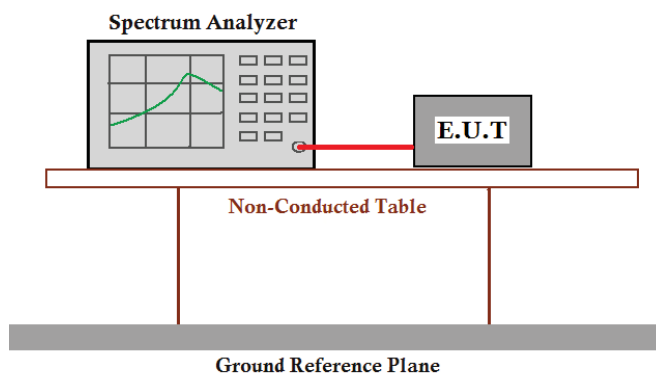 Spectrum Analyzer
E.U.T
Non-Conducted Table
Ground Reference Plane